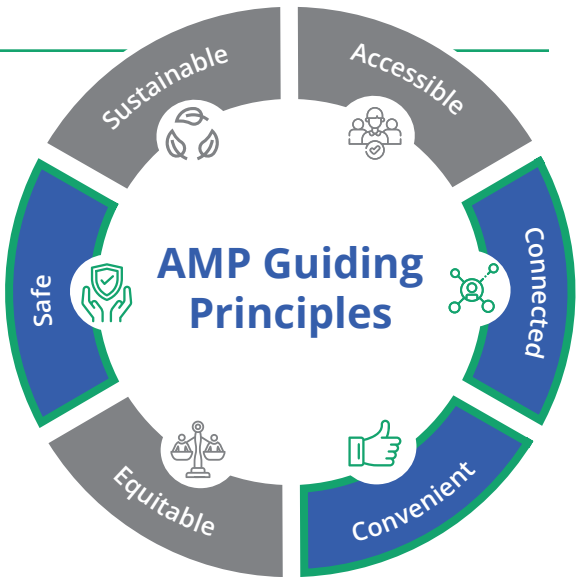 Sustainable
Accessible
Safe
AMP Guiding
Principles
Connected
Equitable
Convenient